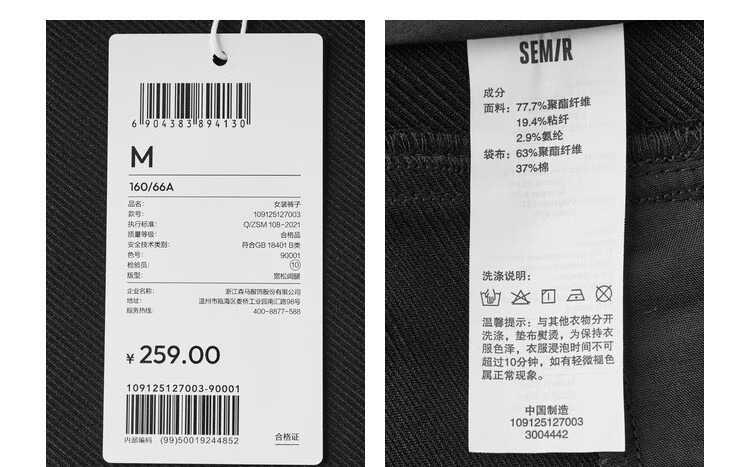 6 904383 894130
M
160/66A
品名: 女装裤子
款号: 109125127003
执行标准: Q/ZSM 108-2021
质量等级: 合格品
安全技术类别: 符合GB 18401 B类
色号: 90001
检验员: 10
版型: 宽松阔腿
企业名称: 浙江森马服饰股份有限公司
地址: 温州市瓯海区娄桥工业园南汇路98号
服务热线: 400-8877-588
¥ 259.00
109125127003-90001
内部编码 (99)50019244852
合格证
SEM/R
成分
面料: 77.7%聚酯纤维
19.4%粘纤
2.9%氨纶
袋布: 63%聚酯纤维
37%棉
洗涤说明:
温馨提示: 与其他衣物分开
洗涤, 垫布熨烫, 为保持衣
服色泽, 衣服浸泡时间不可
超过10分钟, 如有轻微褪色
属正常现象。
中国制造
109125127003
3004442